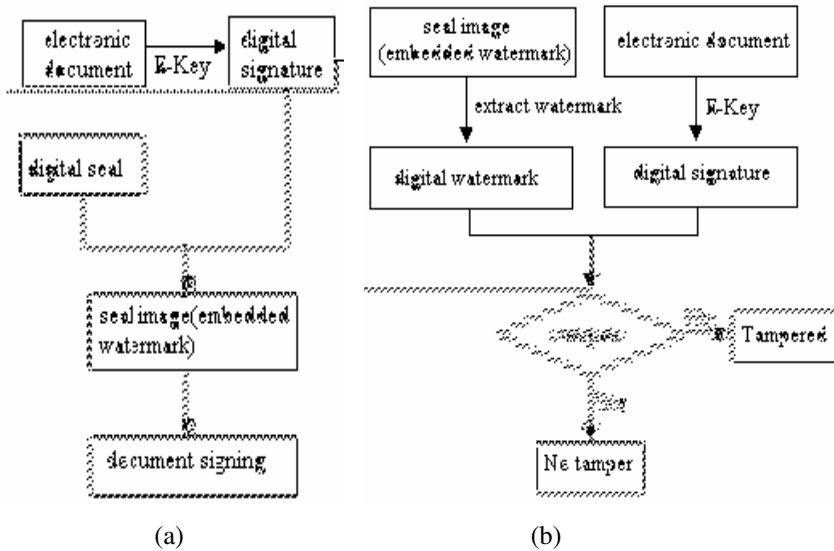 electronic
document
E-Key
digital
signature
digital seal
seal image(embedded
watermark)
document signing
(a)
seal image
(embedded watermark)
electronic document
extract watermark
E-Key
digital watermark
digital signature
Tampered
No tamper
(b)